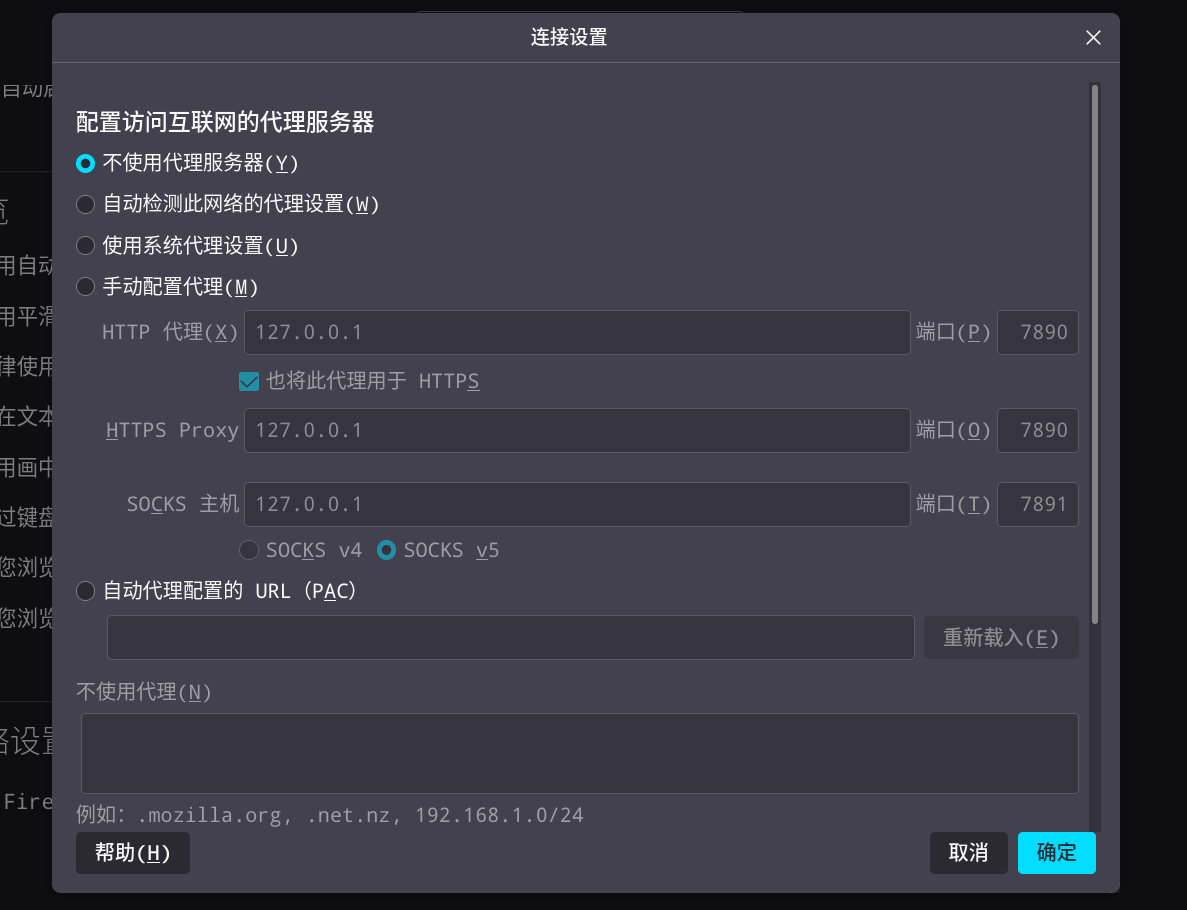 连接设置
自动
配置访问互联网的代理服务器
不使用代理服务器(Y)
自动检测此网络的代理设置(W)
使用系统代理设置(U)
手动配置代理(M)
HTTP 代理(X) 127.0.0.1 端口(P) 7890
也将此代理用于 HTTPS
HTTPS Proxy 127.0.0.1 端口(O) 7890
SOCKS 主机 127.0.0.1 端口(T) 7891
SOCKS v4 SOCKS v5
自动代理配置的 URL（PAC）
重新载入(E)
不使用代理(N)
例如：.mozilla.org, .net.nz, 192.168.1.0/24
帮助(H) 取消 确定
用自动
用平滑
律使用
在文本
用画中
过键盘
您浏览
您浏览
络设置
Fire